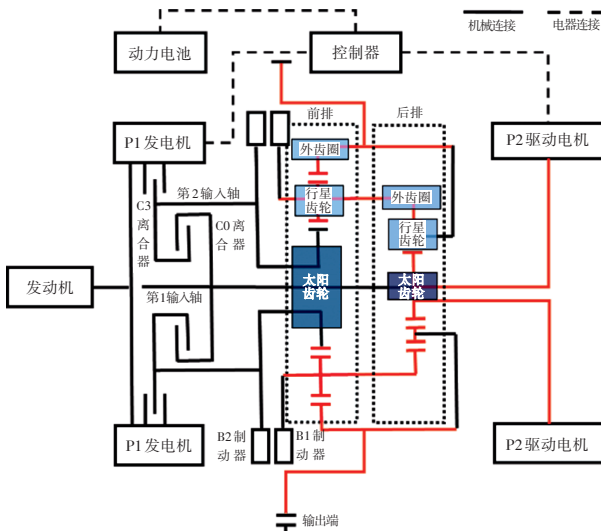 机械连接
电器连接
动力电池
控制器
P1发电机
前排
后排
P2驱动电机
外齿圈
第2输入轴
C3离合器
C0离合器
行星
齿轮
外齿圈
行星
齿轮
太阳
齿轮
太阳
齿轮
发动机
第1输入轴
P1发电机
B2制
动器
B1制
动器
P2驱动电机
输出端